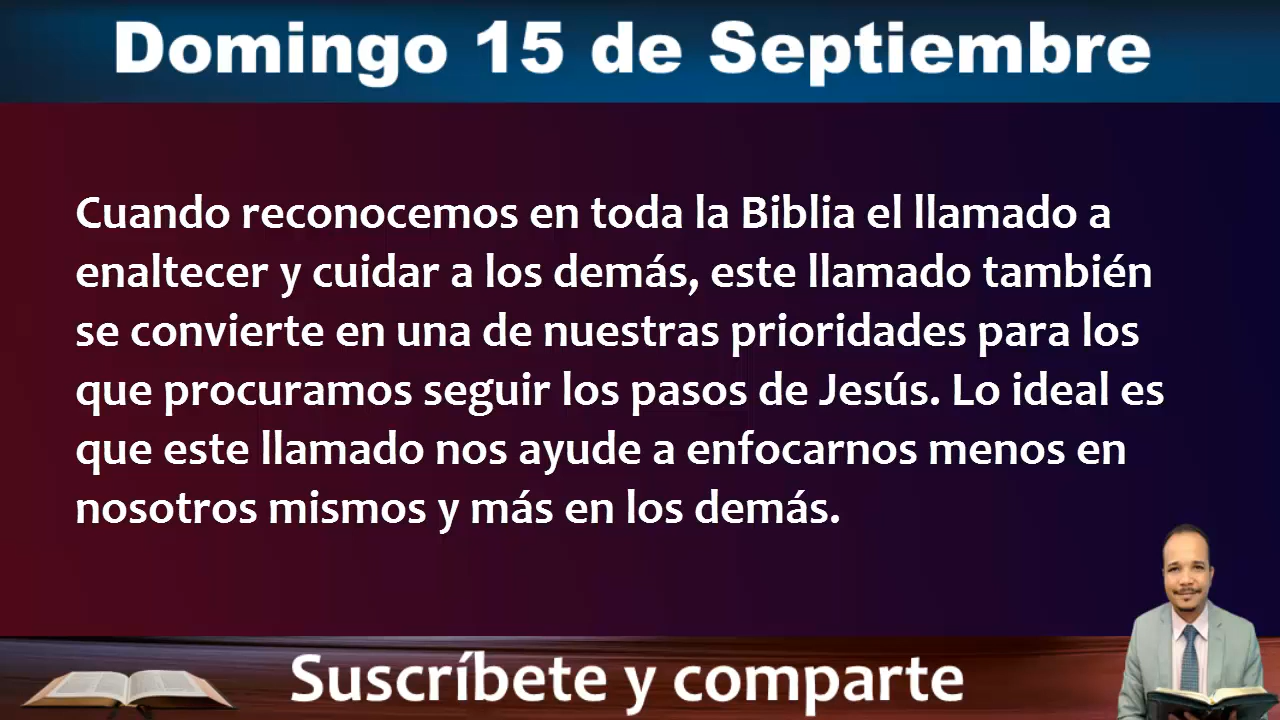 Domingo 15 de Septiembre
Cuando reconocemos en toda la Biblia el llamado a
enaltecer y cuidar a los demás, este llamado también
se convierte en una de nuestras prioridades para los
que procuramos seguir los pasos de Jesús. Lo ideal es
que este llamado nos ayude a enfocarnos menos en
nosotros mismos y más en los demás.
Suscríbete y comparte